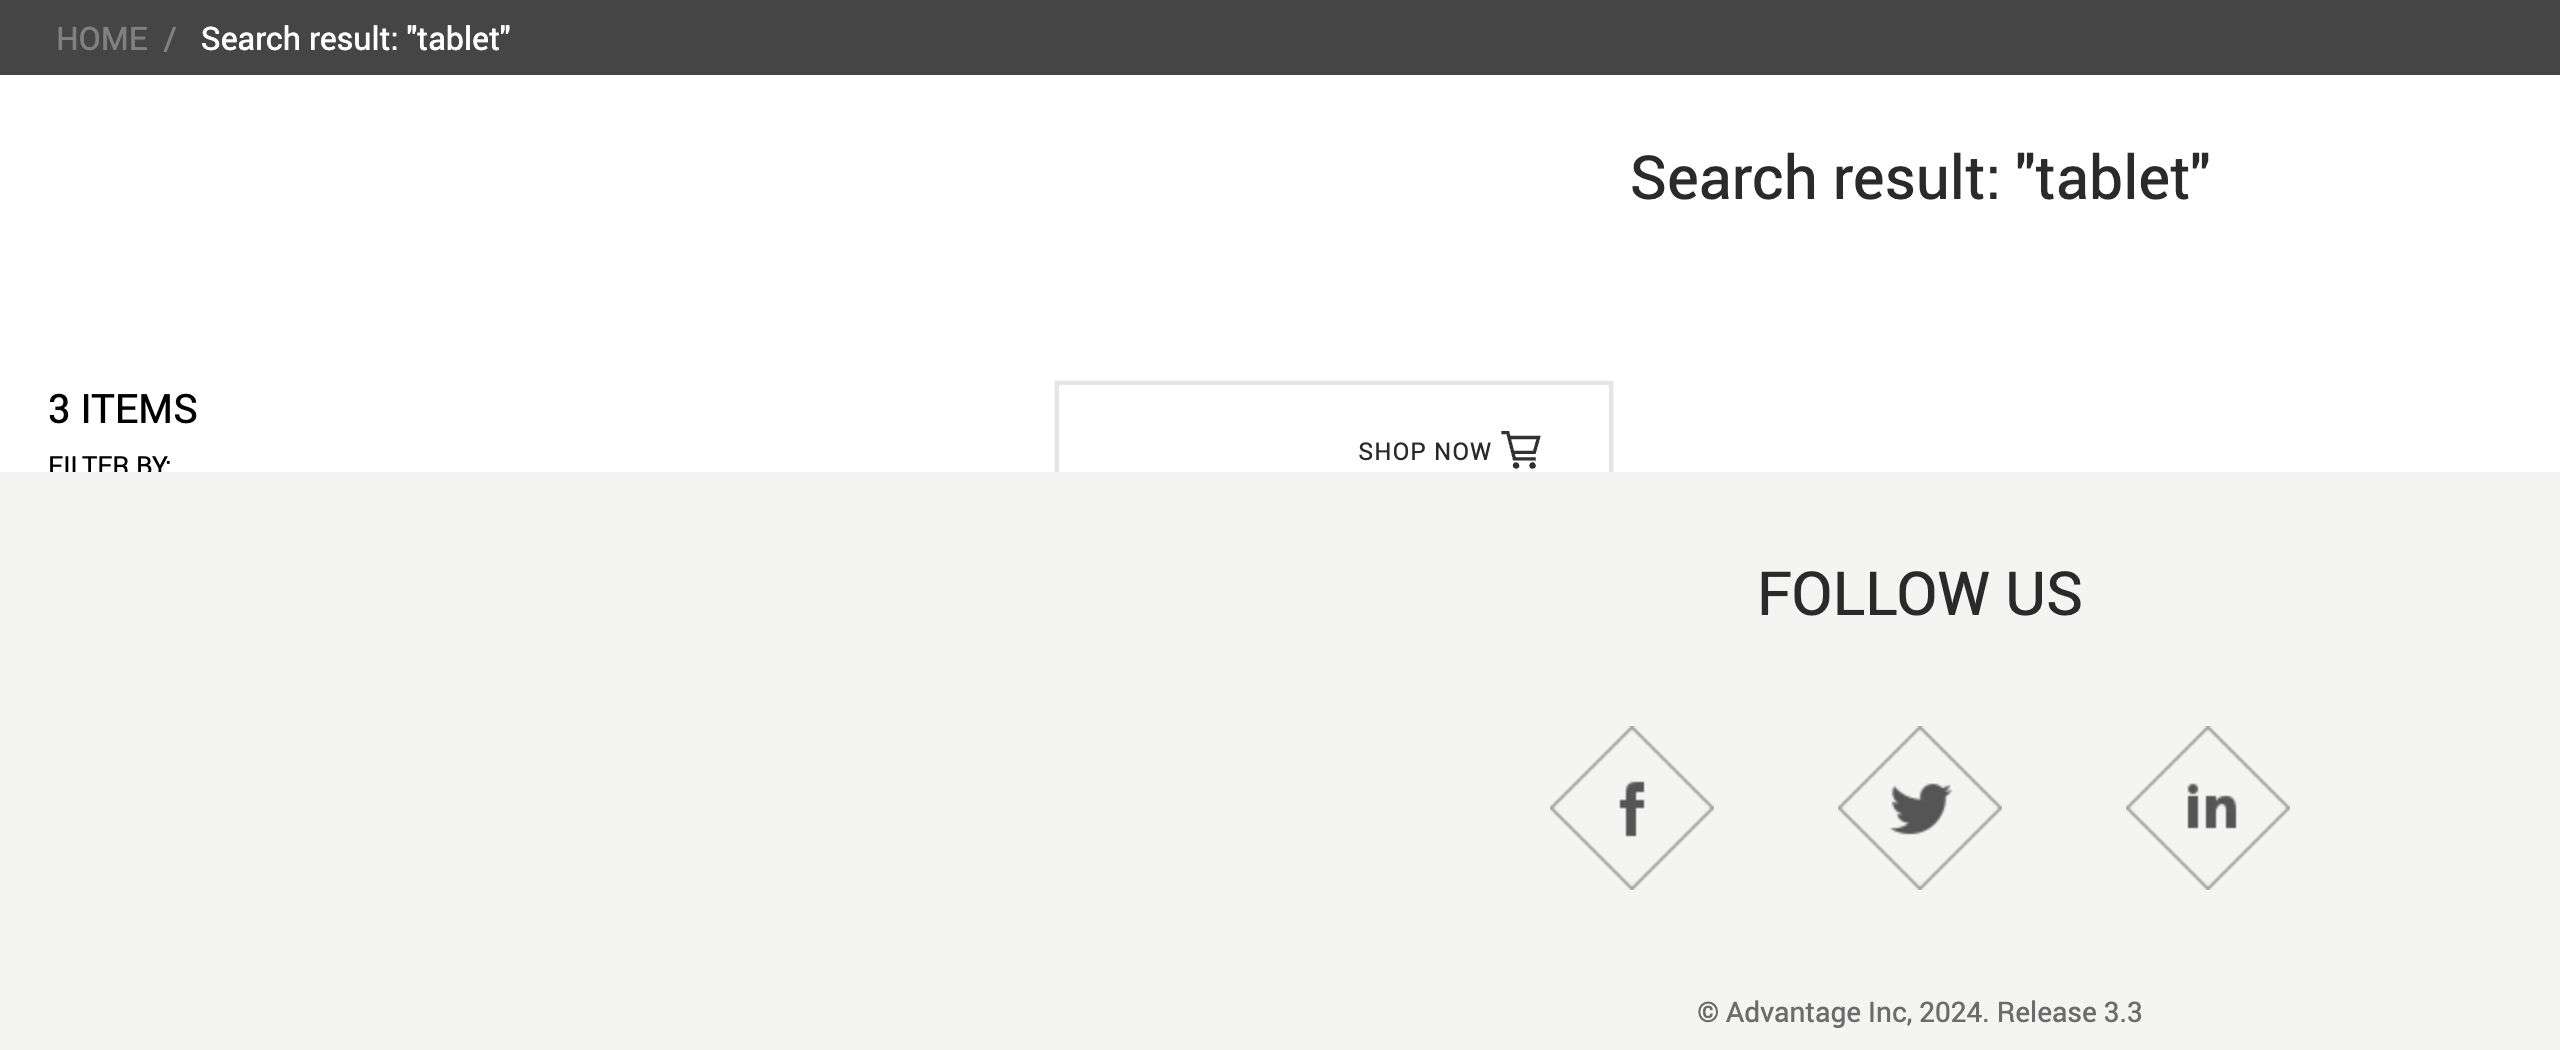 HOME / Search result: "tablet"
Search result: "tablet"
3 ITEMS
SHOP NOW
FILTER BY:
FOLLOW US
f
in
© Advantage Inc, 2024. Release 3.3